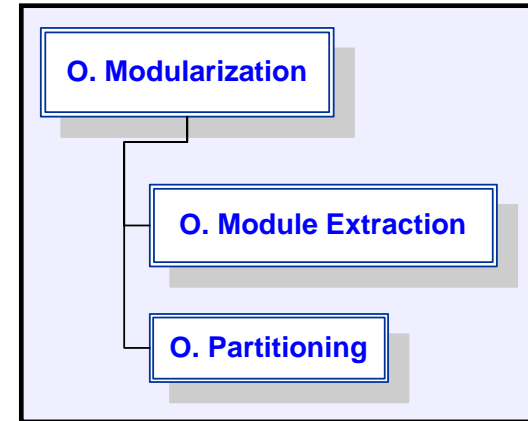 O. Modularization
O. Module Extraction
O. Partitioning